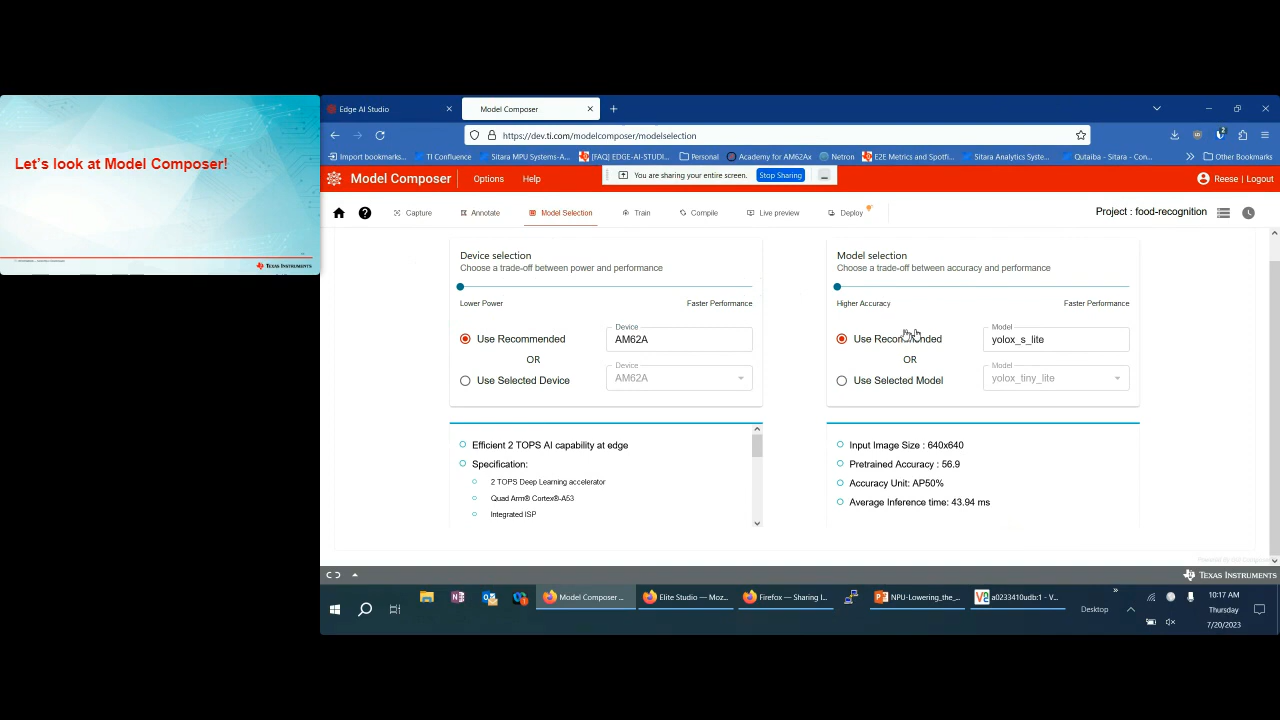 Let's look at Model Composer!
TEXAS INSTRUMENTS
Edge AI Studio
Model Composer
https://dev.ti.com/modelcomposer/modelselection
Import bookmarks...
TI Confluence
Sitara MPU Systems-A...
[FAQ] EDGE-AI-STUDI...
Personal
Academy for AM62Ax
Netron
E2E Metrics and Spotfi...
Sitara Analytics Syste...
Qutaiba - Sitara - Con...
Other Bookmarks
Model Composer
Options
Help
You are sharing your entire screen.
Stop Sharing
Reese | Logout
Capture
Annotate
Model Selection
Train
Compile
Live preview
Deploy
Project : food-recognition
Device selection
Choose a trade-off between power and performance
Lower Power
Faster Performance
Use Recommended
Device
AM62A
OR
Use Selected Device
Device
AM62A
Efficient 2 TOPS AI capability at edge
Specification:
2 TOPS Deep Learning accelerator
Quad Arm® Cortex®-A53
Integrated ISP
Model selection
Choose a trade-off between accuracy and performance
Higher Accuracy
Faster Performance
Use Recommended
Model
yolox_s_lite
OR
Use Selected Model
Model
yolox_tiny_lite
Input Image Size : 640x640
Pretrained Accuracy : 56.9
Accuracy Unit: AP50%
Average Inference time: 43.94 ms
TEXAS INSTRUMENTS
Model Composer ...
Elite Studio — Moz...
Firefox — Sharing I...
NPU-Lowering_the_...
a0233410udb:1 - V...
Desktop
10:17 AM
Thursday
7/20/2023